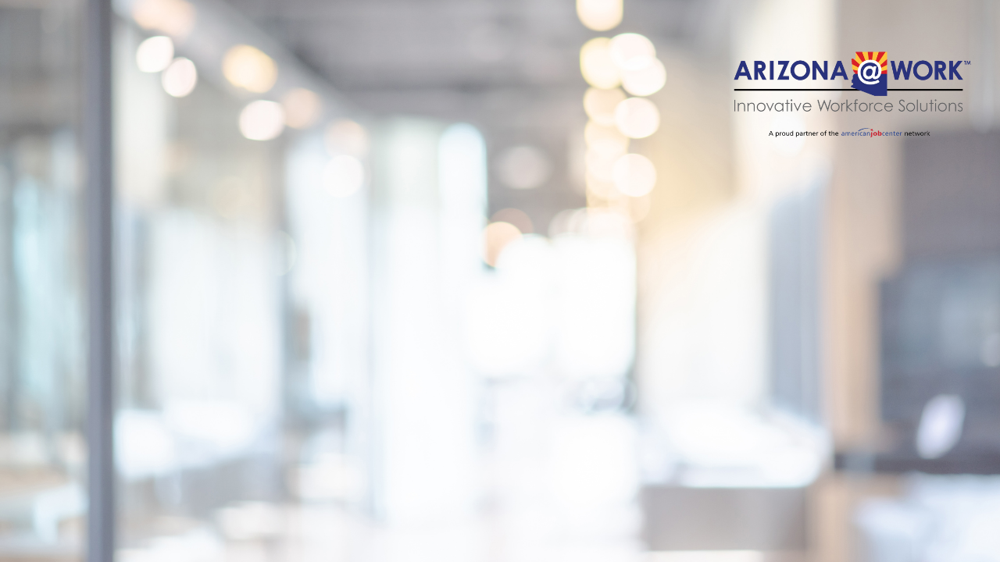 ARIZONA@WORK™
Innovative Workforce Solutions
A proud partner of the americanjobcenter network